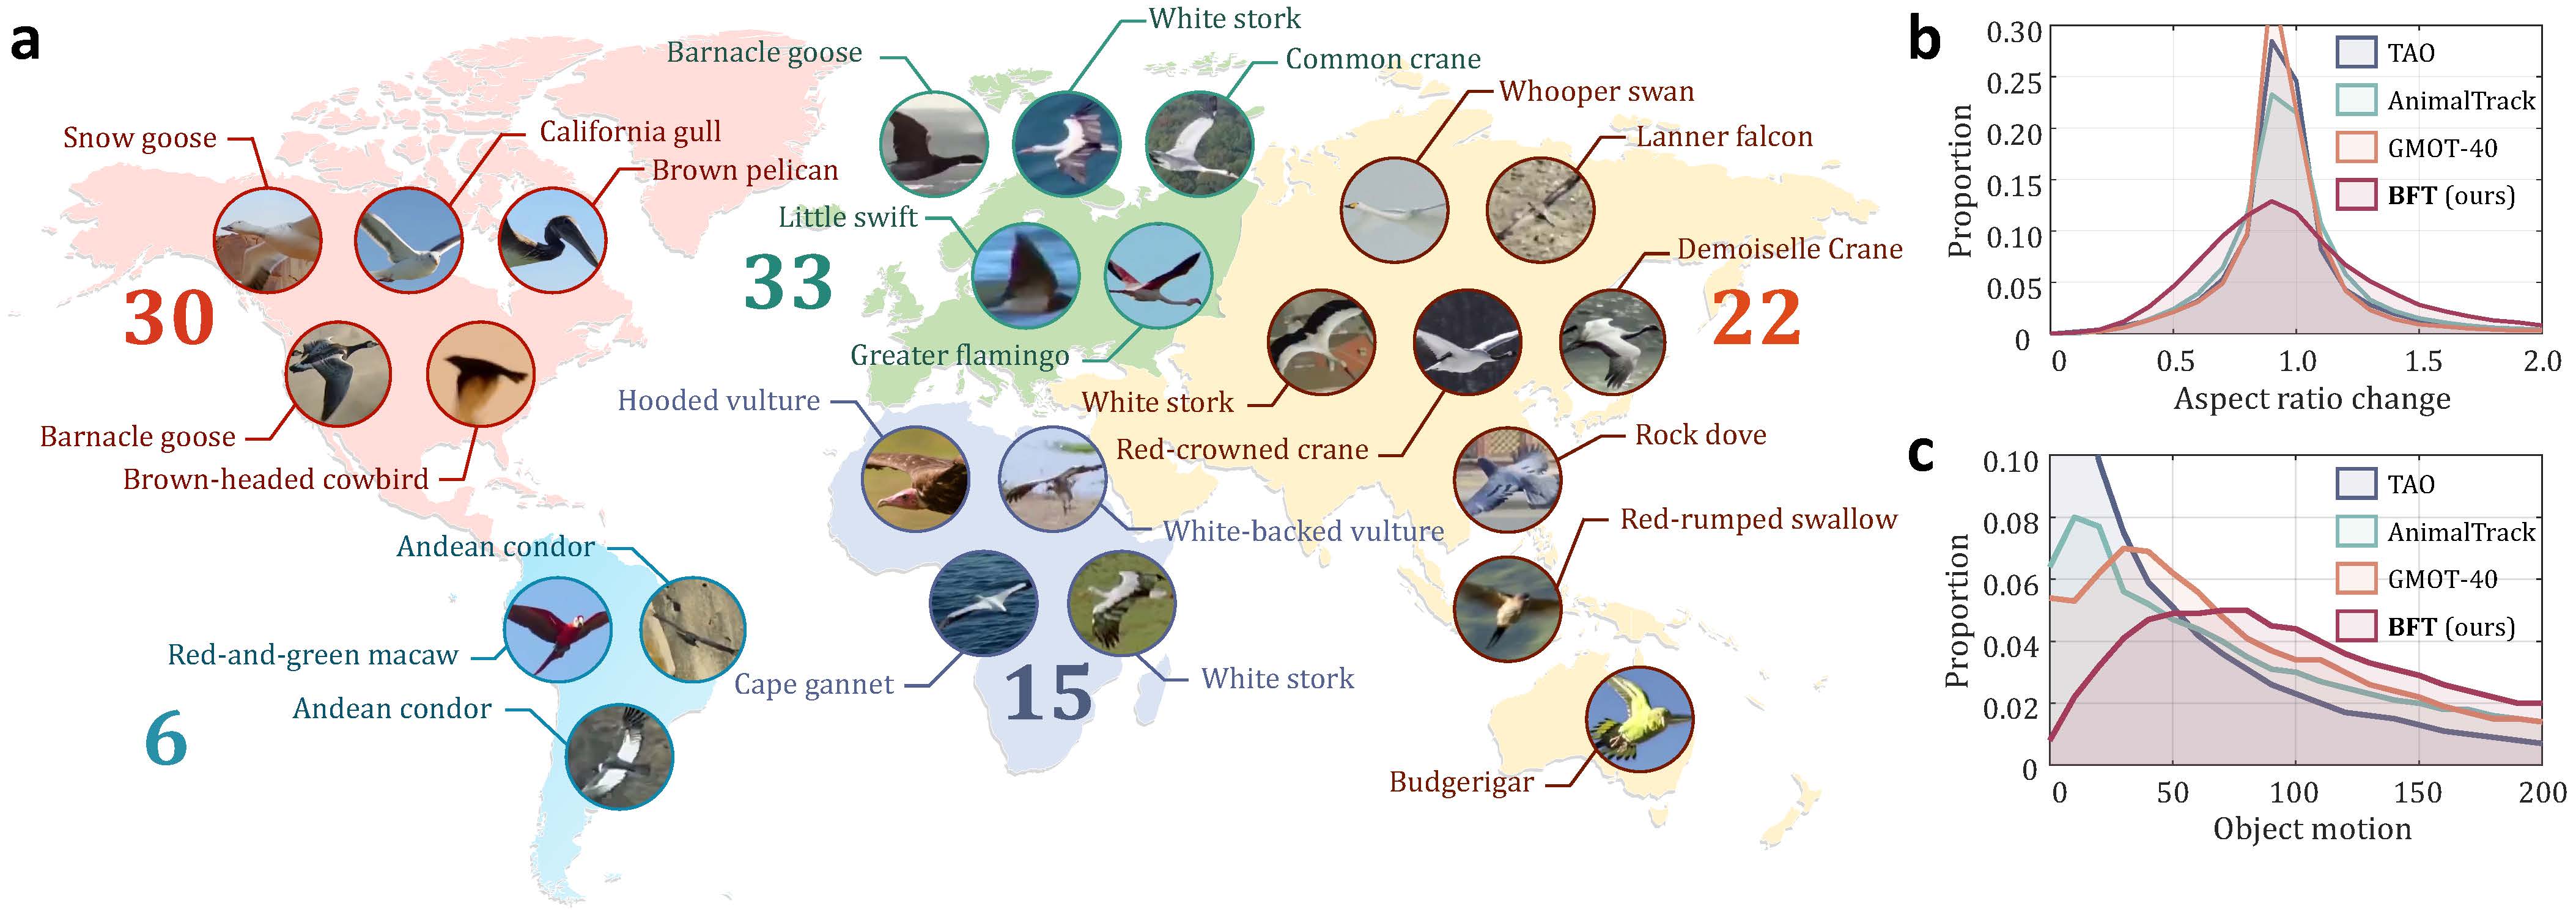 a
White stork
Barnacle goose
Common crane
Whooper swan
Snow goose
California gull
Lanner falcon
Brown pelican
Little swift
Demoiselle Crane
30
33
22
Greater flamingo
Hooded vulture
White stork
Barnacle goose
Red-crowned crane
Rock dove
Brown-headed cowbird
Andean condor
White-backed vulture
Red-rumped swallow
Red-and-green macaw
Cape gannet
White stork
15
Andean condor
6
Budgerigar
b
Proportion
0.30
0.25
0.20
0.15
0.10
0.05
0
TAO
AnimalTrack
GMOT-40
BFT (ours)
0 0.5 1.0 1.5 2.0
Aspect ratio change
c
Proportion
0.10
0.08
0.06
0.04
0.02
0
TAO
AnimalTrack
GMOT-40
BFT (ours)
0 50 100 150 200
Object motion